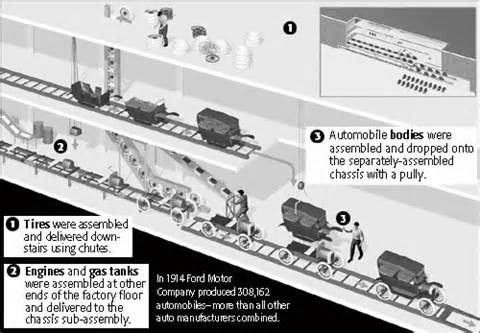 1
3 Automobile bodies were
assembled and dropped onto
the separately-assembled
chassis with a pully.
2
3
1 Tires were assembled
and delivered down-
stairs using chutes.
2 Engines and gas tanks
were assembled at other
ends of the factory floor
and delivered to the
chassis sub-assembly.
In 1914 Ford Motor
Company produced 308,162
automobiles—more than all other
auto manufacturers combined.